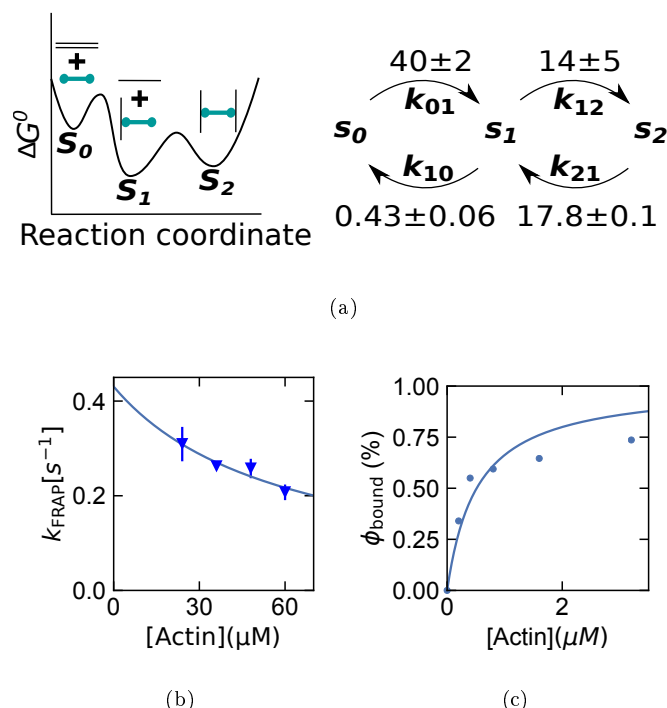 ΔG⁰
+
+
S₀
S₁
S₂
Reaction coordinate
40±2
14±5
k₀₁
k₁₂
s₀
s₁
s₂
k₁₀
k₂₁
0.43±0.06
17.8±0.1
(a)
k_FRAP[s⁻¹]
0.4
0.2
0.0
0
30
60
[Actin](μM)
(b)
ϕ_bound (%)
1.00
0.75
0.50
0.25
0.00
0
2
[Actin](μM)
(c)